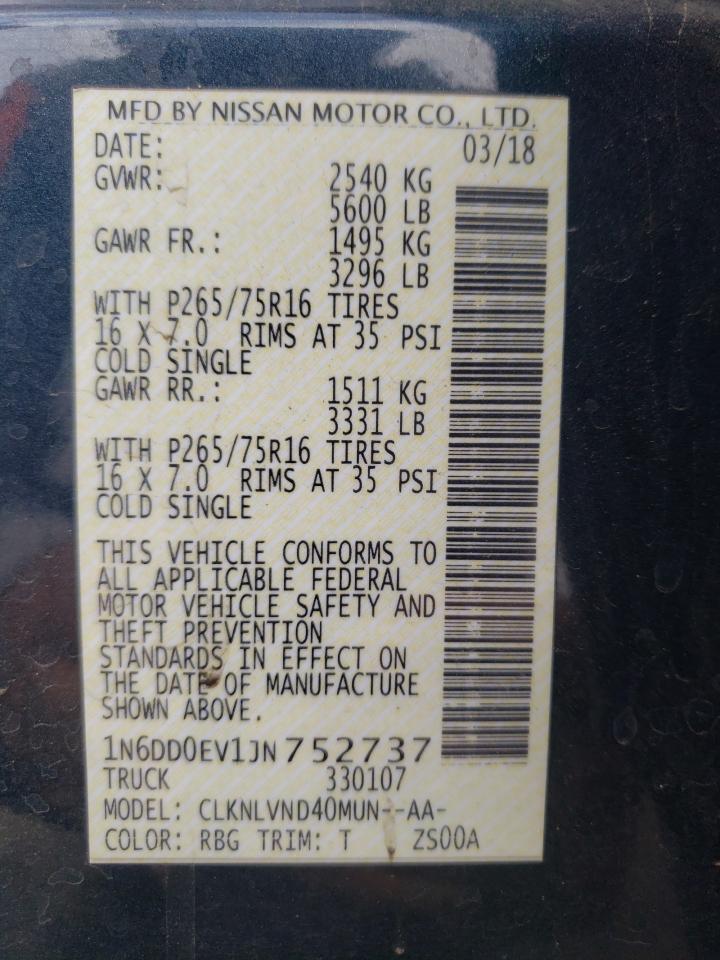 MFD BY NISSAN MOTOR CO., LTD.
DATE: 03/18
GVWR: 2540 KG
5600 LB
GAWR FR.: 1495 KG
3296 LB
WITH P265/75R16 TIRES
16 X 7.0 RIMS AT 35 PSI
COLD SINGLE
GAWR RR.: 1511 KG
3331 LB
WITH P265/75R16 TIRES
16 X 7.0 RIMS AT 35 PSI
COLD SINGLE
THIS VEHICLE CONFORMS TO
ALL APPLICABLE FEDERAL
MOTOR VEHICLE SAFETY AND
THEFT PREVENTION
STANDARDS IN EFFECT ON
THE DATE OF MANUFACTURE
SHOWN ABOVE.
1N6DD0EV1JN752737
TRUCK 330107
MODEL: CLKNLVND40MUN--AA-
COLOR: RBG TRIM: T ZS00A